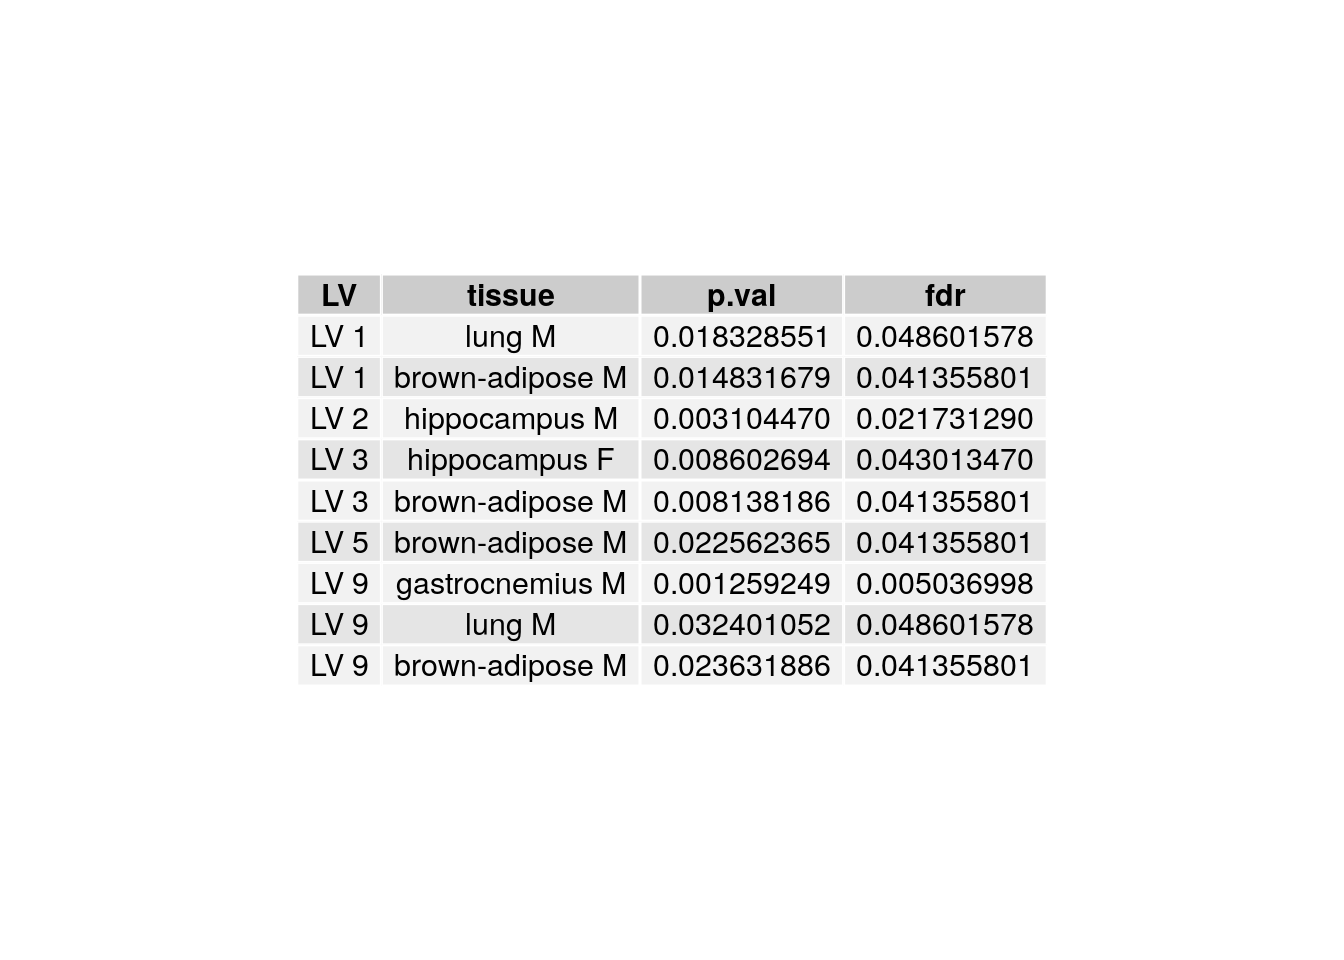 LV tissue p.val fdr
LV 1 lung M 0.018328551 0.048601578
LV 1 brown-adipose M 0.014831679 0.041355801
LV 2 hippocampus M 0.003104470 0.021731290
LV 3 hippocampus F 0.008602694 0.043013470
LV 3 brown-adipose M 0.008138186 0.041355801
LV 5 brown-adipose M 0.022562365 0.041355801
LV 9 gastrocnemius M 0.001259249 0.005036998
LV 9 lung M 0.032401052 0.048601578
LV 9 brown-adipose M 0.023631886 0.041355801